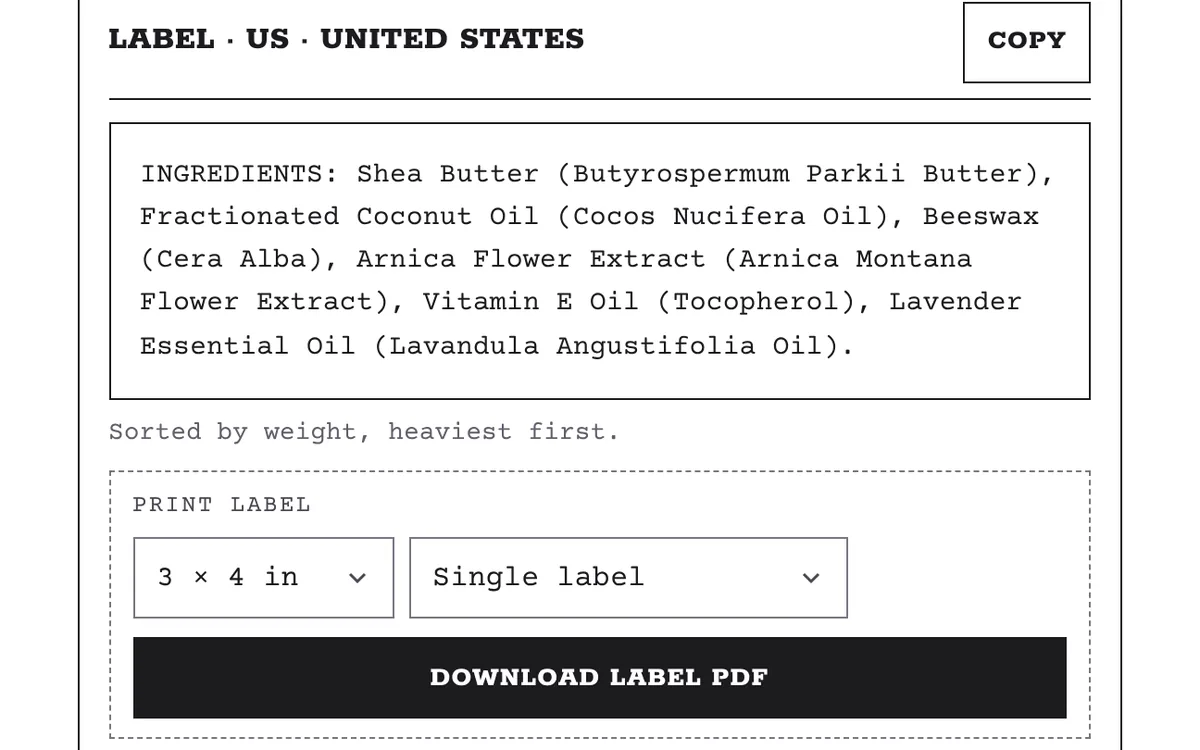 LABEL · US · UNITED STATES
COPY
INGREDIENTS: Shea Butter (Butyrospermum Parkii Butter),
Fractionated Coconut Oil (Cocos Nucifera Oil), Beeswax
(Cera Alba), Arnica Flower Extract (Arnica Montana
Flower Extract), Vitamin E Oil (Tocopherol), Lavender
Essential Oil (Lavandula Angustifolia Oil).
Sorted by weight, heaviest first.
PRINT LABEL
3 × 4 in
Single label
DOWNLOAD LABEL PDF